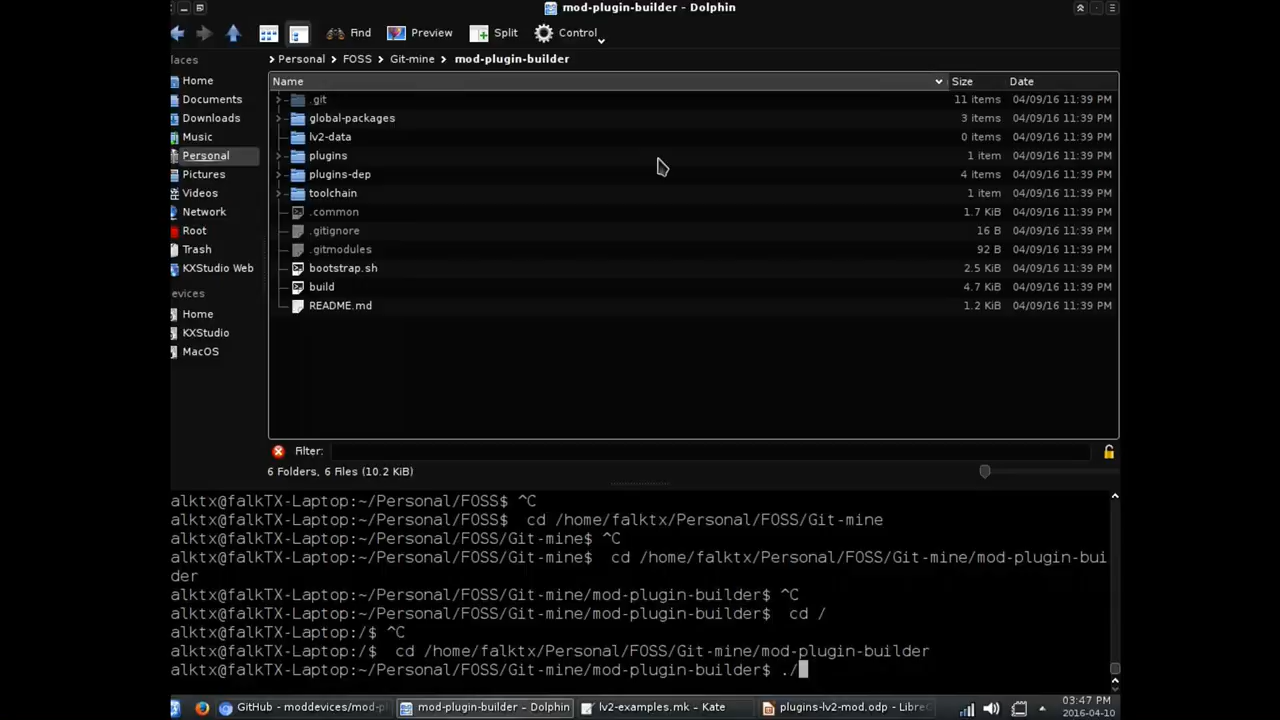 mod-plugin-builder - Dolphin
Find Preview Split Control
laces > Personal > FOSS > Git-mine > mod-plugin-builder
Home
Documents
Downloads
Music
Personal
Pictures
Videos
Network
Root
Trash
KXStudio Web
evices
Home
KXStudio
MacOS
Name Size Date
.git 11 items 04/09/16 11:39 PM
global-packages 3 items 04/09/16 11:39 PM
lv2-data 0 items 04/09/16 11:39 PM
plugins 1 item 04/09/16 11:39 PM
plugins-dep 4 items 04/09/16 11:39 PM
toolchain 1 item 04/09/16 11:39 PM
.common 1.7 KiB 04/09/16 11:39 PM
.gitignore 16 B 04/09/16 11:39 PM
.gitmodules 92 B 04/09/16 11:39 PM
bootstrap.sh 2.5 KiB 04/09/16 11:39 PM
build 4.7 KiB 04/09/16 11:39 PM
README.md 1.2 KiB 04/09/16 11:39 PM
Filter:
6 Folders, 6 Files (10.2 KiB)
alktx@falkTX-Laptop:~/Personal/FOSS$ ^C
alktx@falkTX-Laptop:~/Personal/FOSS$  cd /home/falktx/Personal/FOSS/Git-mine
alktx@falkTX-Laptop:~/Personal/FOSS/Git-mine$ ^C
alktx@falkTX-Laptop:~/Personal/FOSS/Git-mine$  cd /home/falktx/Personal/FOSS/Git-mine/mod-plugin-bui
der
alktx@falkTX-Laptop:~/Personal/FOSS/Git-mine/mod-plugin-builder$ ^C
alktx@falkTX-Laptop:~/Personal/FOSS/Git-mine/mod-plugin-builder$  cd /
alktx@falkTX-Laptop:/$ ^C
alktx@falkTX-Laptop:/$  cd /home/falktx/Personal/FOSS/Git-mine/mod-plugin-builder
alktx@falkTX-Laptop:~/Personal/FOSS/Git-mine/mod-plugin-builder$ ./
GitHub - moddevices/mod-pl mod-plugin-builder - Dolphin lv2-examples.mk - Kate plugins-lv2-mod.odp - LibreO 03:47 PM
2016-04-10